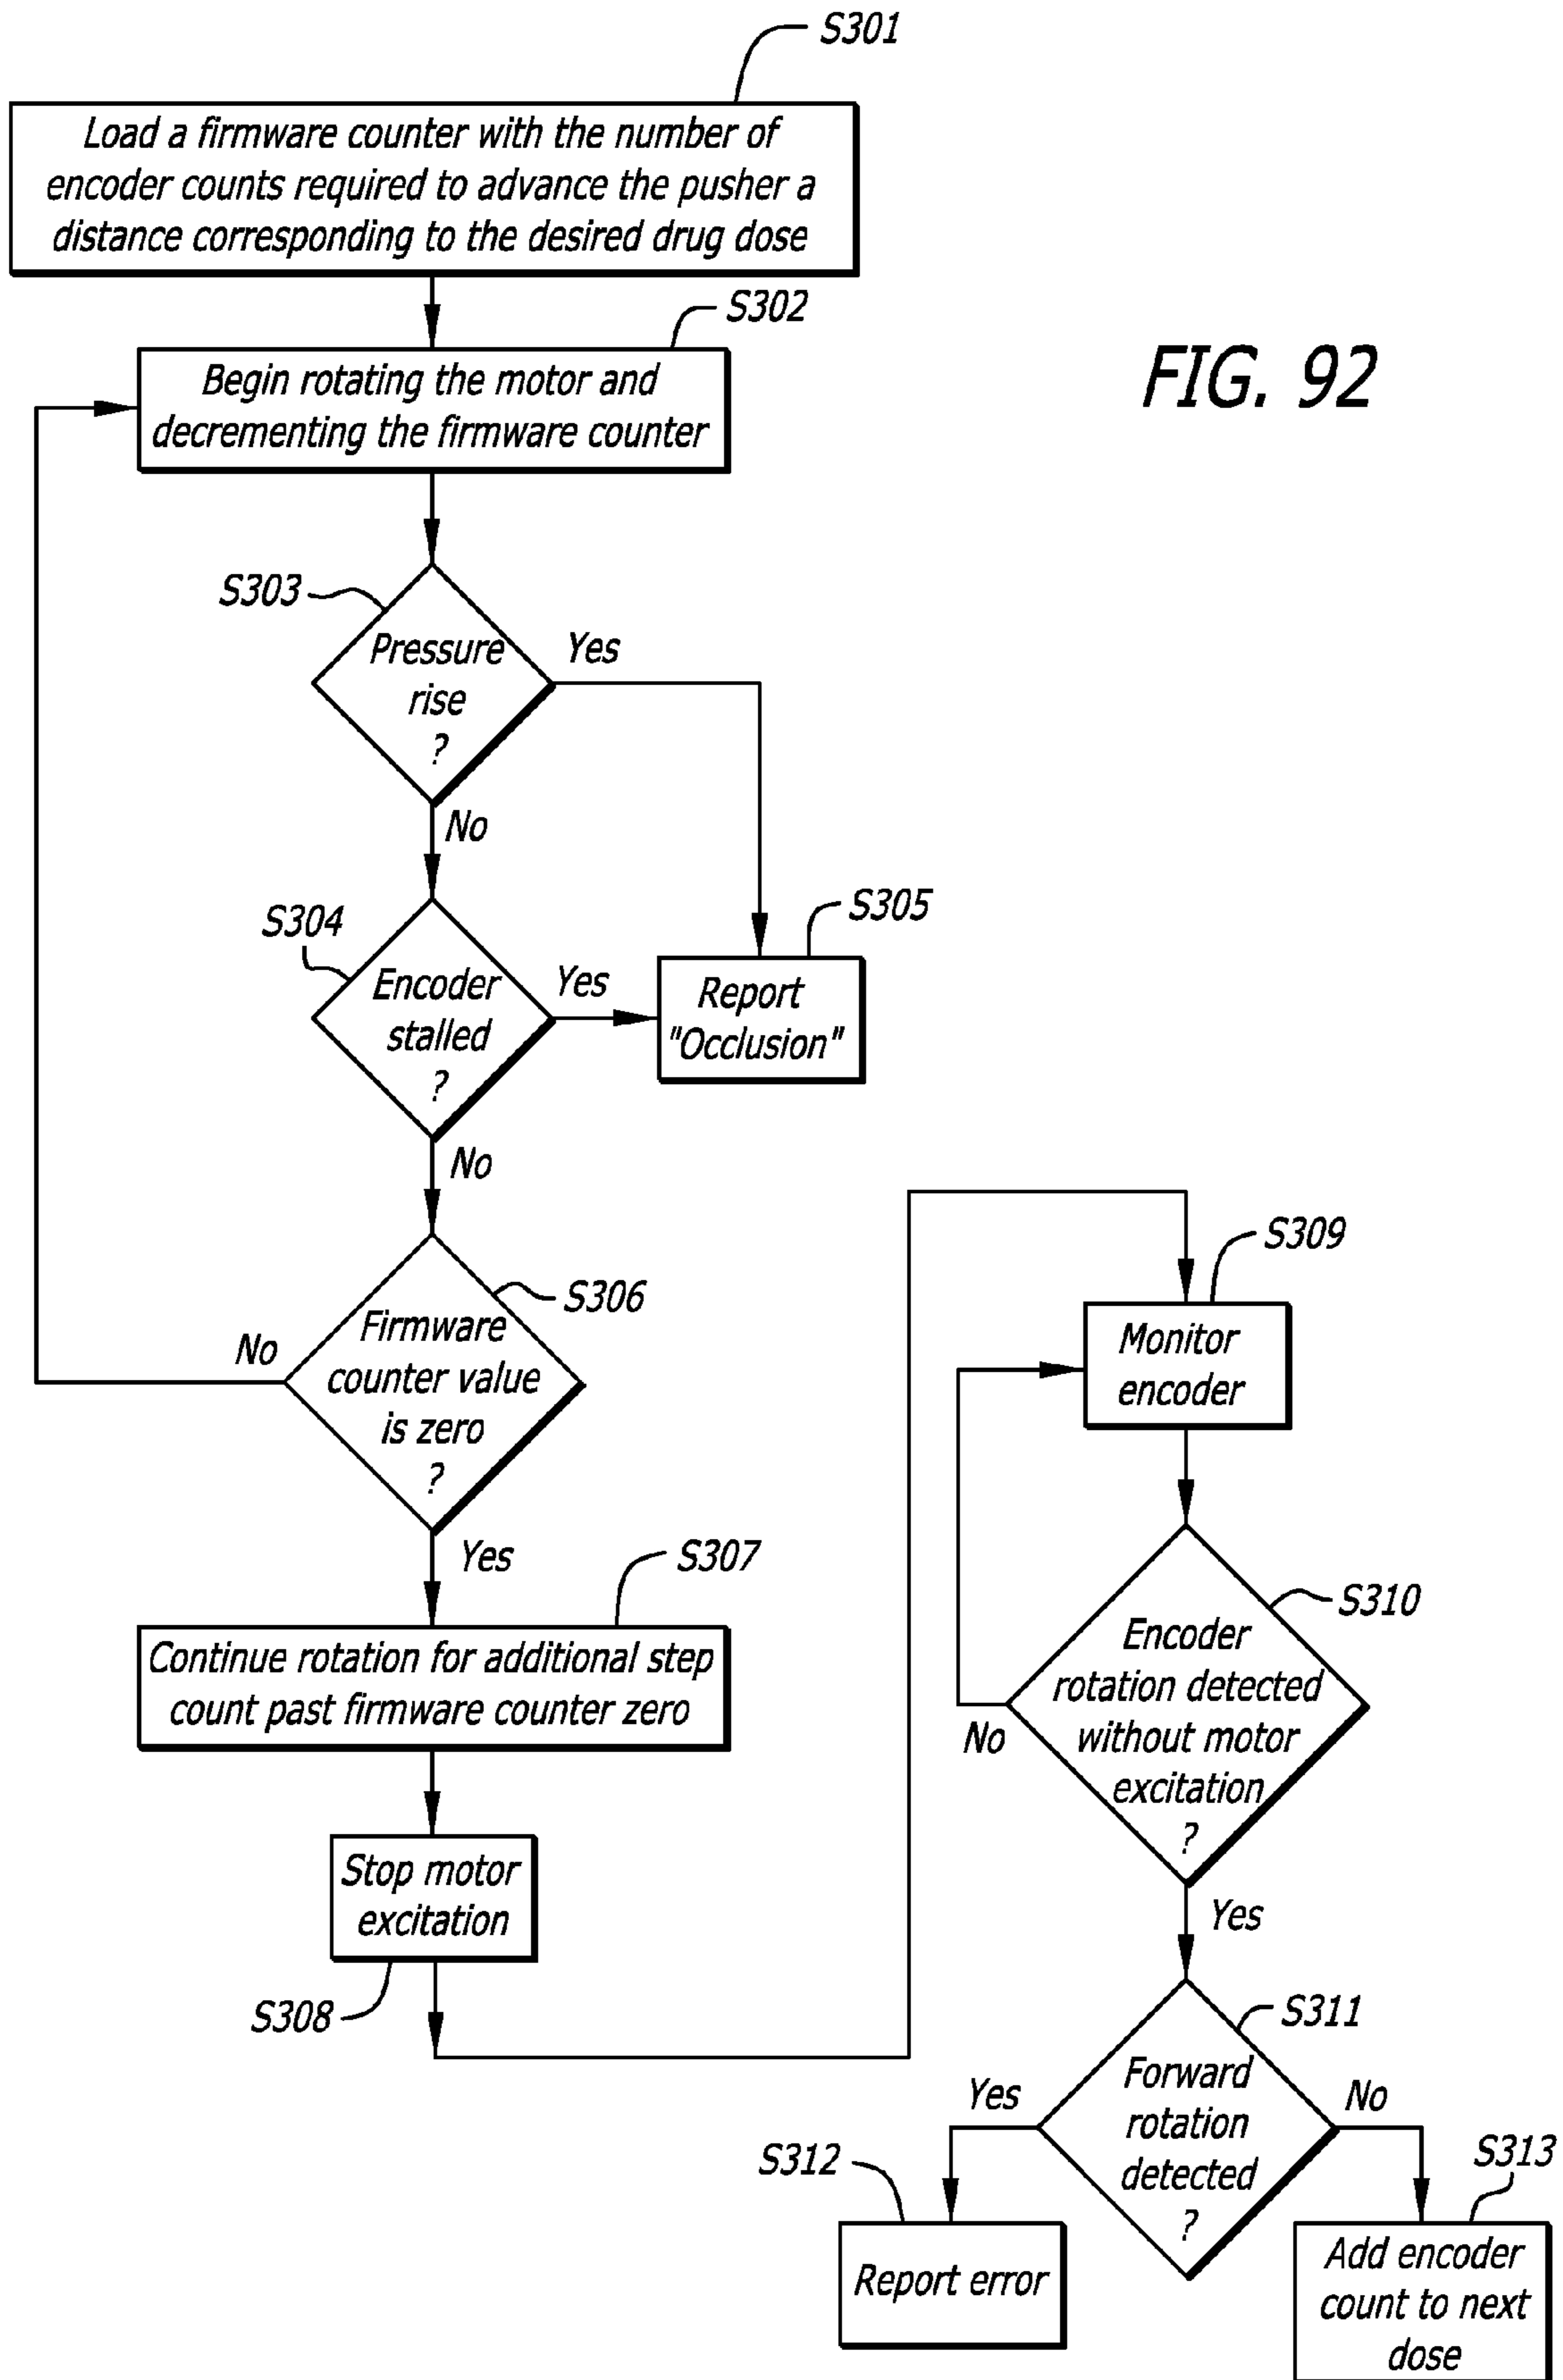 S301
Load a firmware counter with the number of
encoder counts required to advance the pusher a
distance corresponding to the desired drug dose
S302
Begin rotating the motor and
decrementing the firmware counter
FIG. 92
S303
Pressure
rise
?
Yes
No
S304
Encoder
stalled
?
Yes
No
S305
Report
"Occlusion"
S306
Firmware
counter value
is zero
?
No
Yes
S307
Continue rotation for additional step
count past firmware counter zero
Stop motor
excitation
S308
S309
Monitor
encoder
S310
Encoder
rotation detected
without motor
excitation
?
No
Yes
S311
Forward
rotation
detected
?
Yes
No
S312
Report error
S313
Add encoder
count to next
dose